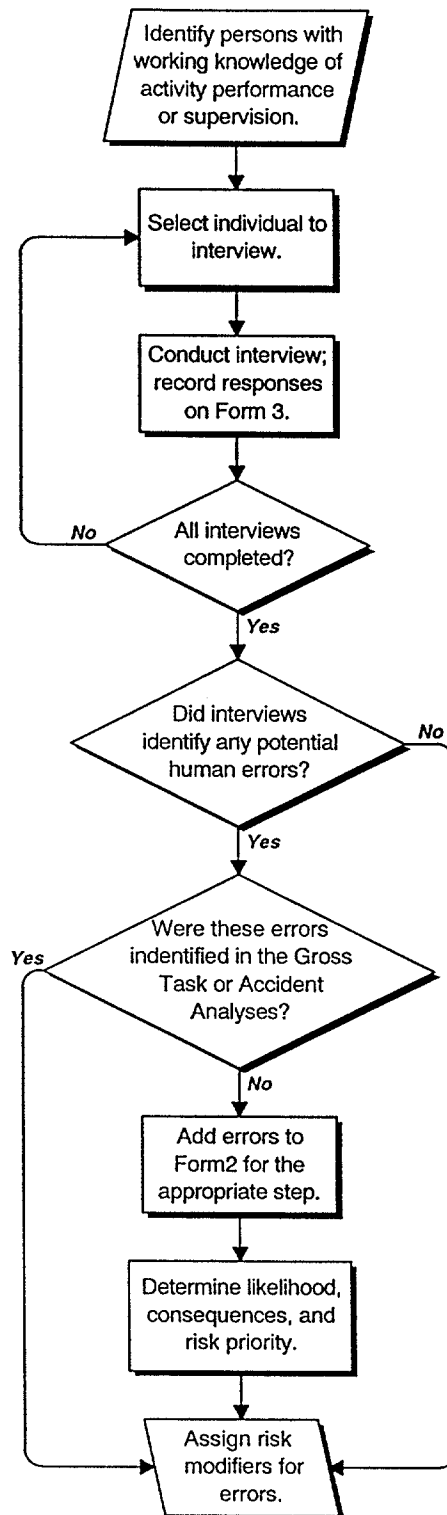 Identify persons with
working knowledge of
activity performance
or supervision.
Select individual to
interview.
Conduct interview;
record responses
on Form 3.
No
All interviews
completed?
Yes
Did interviews
identify any potential
human errors?
No
Yes
Were these errors
indentified in the Gross
Task or Accident
Analyses?
Yes
No
Add errors to
Form2 for the
appropriate step.
Determine likelihood,
consequences, and
risk priority.
Assign risk
modifiers for
errors.